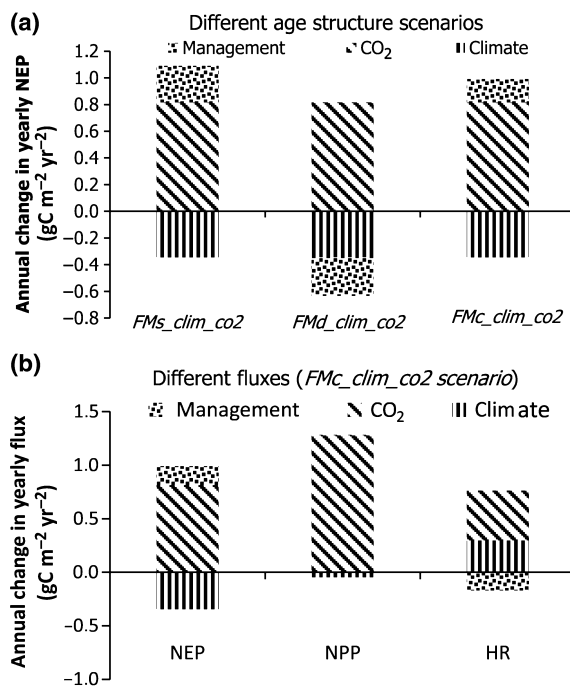 (a)
Different age structure scenarios
Management CO₂ Climate
Annual change in yearly NEP
(gC m⁻² yr⁻²)
1.2
1.0
0.8
0.6
0.4
0.2
0.0
−0.2
−0.4
−0.6
−0.8
FMs_clim_co2 FMd_clim_co2 FMc_clim_co2
(b)
Different fluxes (FMc_clim_co2 scenario)
Management CO₂ Climate
Annual change in yearly flux
(gC m⁻² yr⁻²)
1.5
1.0
0.5
0.0
−0.5
−1.0
NEP NPP HR